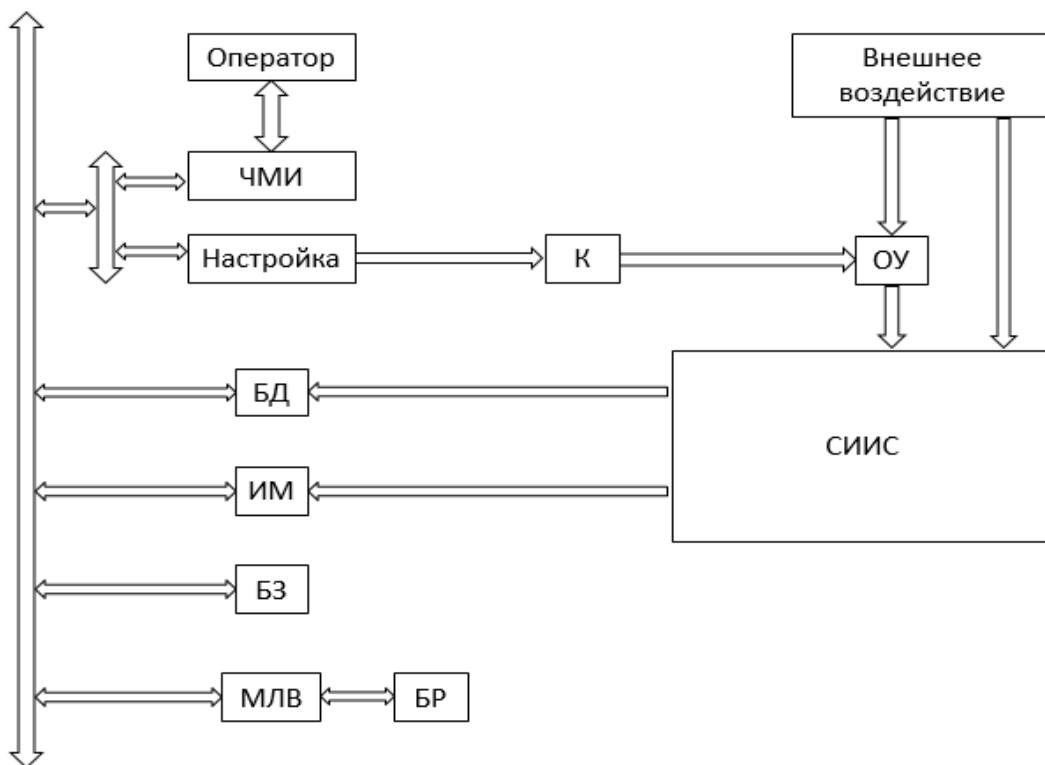 Оператор
Внешнее
воздействие
ЧМИ
Настройка
К
ОУ
БД
СИИС
ИМ
БЗ
МЛВ
БР